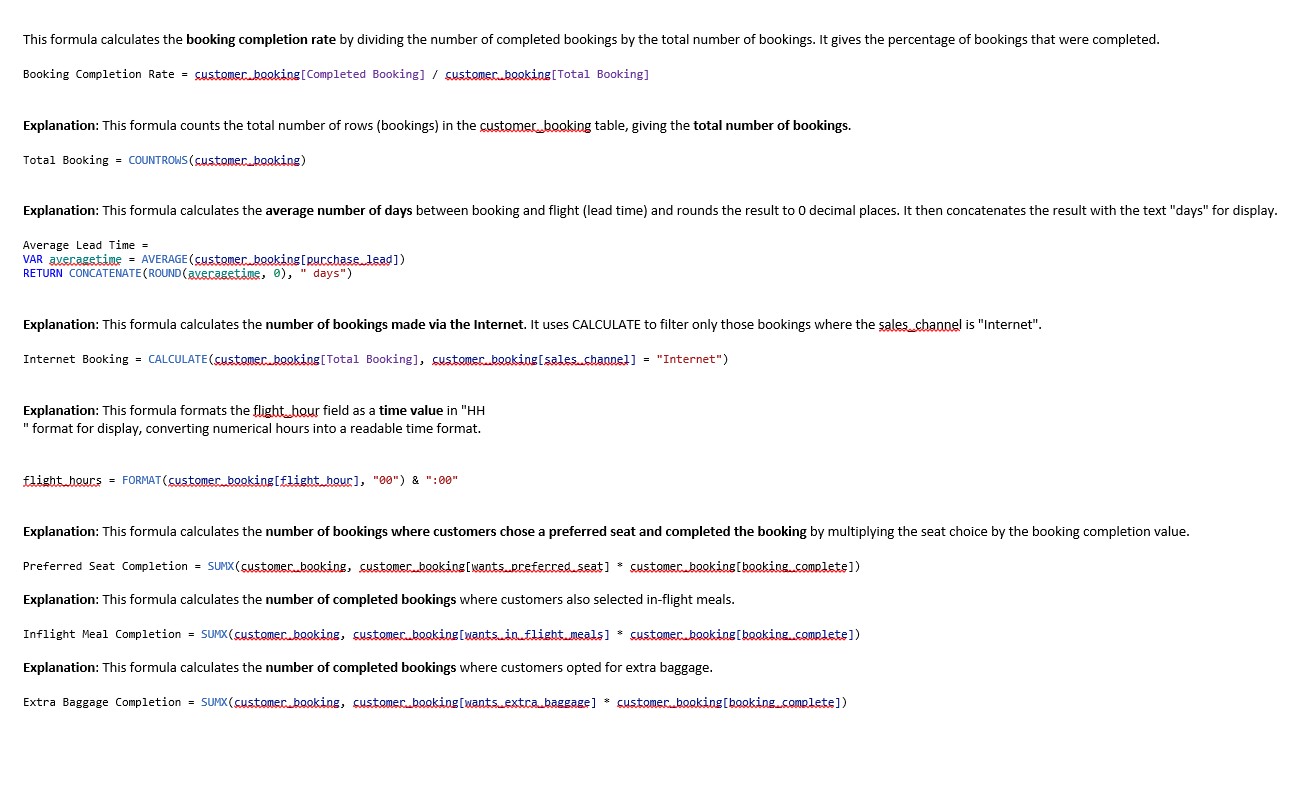 This formula calculates the booking completion rate by dividing the number of completed bookings by the total number of bookings. It gives the percentage of bookings that were completed.
Booking Completion Rate = customer_booking[Completed Booking] / customer_booking[Total Booking]
Explanation: This formula counts the total number of rows (bookings) in the customer_booking table, giving the total number of bookings.
Total Booking = COUNTROWS(customer_booking)
Explanation: This formula calculates the average number of days between booking and flight (lead time) and rounds the result to 0 decimal places. It then concatenates the result with the text "days" for display.
Average Lead Time =
VAR averagetime = AVERAGE(customer_booking[purchase_lead])
RETURN CONCATENATE(ROUND(averagetime, 0), " days")
Explanation: This formula calculates the number of bookings made via the Internet. It uses CALCULATE to filter only those bookings where the sales_channel is "Internet".
Internet Booking = CALCULATE(customer_booking[Total Booking], customer_booking[sales_channel] = "Internet")
Explanation: This formula formats the flight_hour field as a time value in "HH
" format for display, converting numerical hours into a readable time format.
flight_hours = FORMAT(customer_booking[flight_hour], "00") & ":00"
Explanation: This formula calculates the number of bookings where customers chose a preferred seat and completed the booking by multiplying the seat choice by the booking completion value.
Preferred Seat Completion = SUMX(customer_booking, customer_booking[wants_preferred_seat] * customer_booking[booking_complete])
Explanation: This formula calculates the number of completed bookings where customers also selected in-flight meals.
Inflight Meal Completion = SUMX(customer_booking, customer_booking[wants_in_flight_meals] * customer_booking[booking_complete])
Explanation: This formula calculates the number of completed bookings where customers opted for extra baggage.
Extra Baggage Completion = SUMX(customer_booking, customer_booking[wants_extra_baggage] * customer_booking[booking_complete])